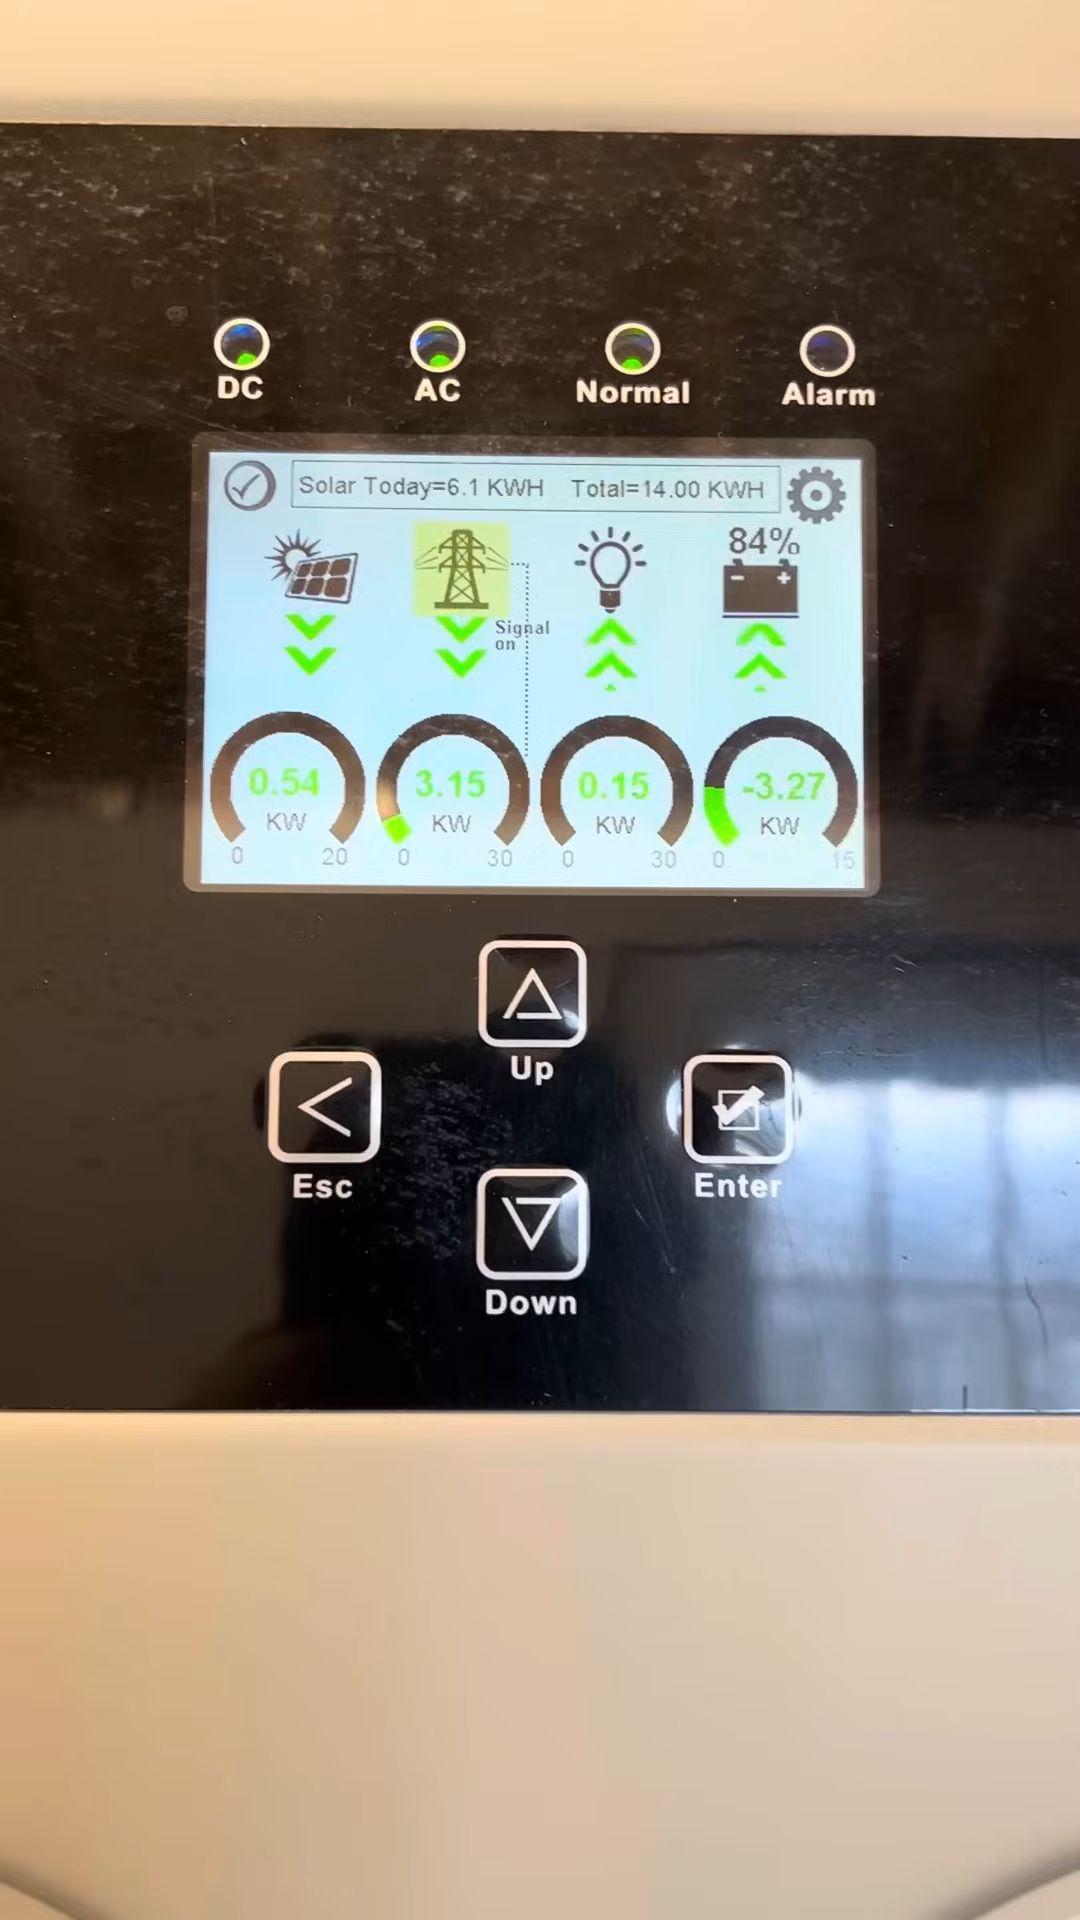 DC AC Normal Alarm
Solar Today=6.1 KWH Total=14.00 KWH
84%
Signal
on
0.54 3.15 0.15 -3.27
KW KW KW KW
0 20 0 30 0 30 0 15
Up
Esc Enter
Down